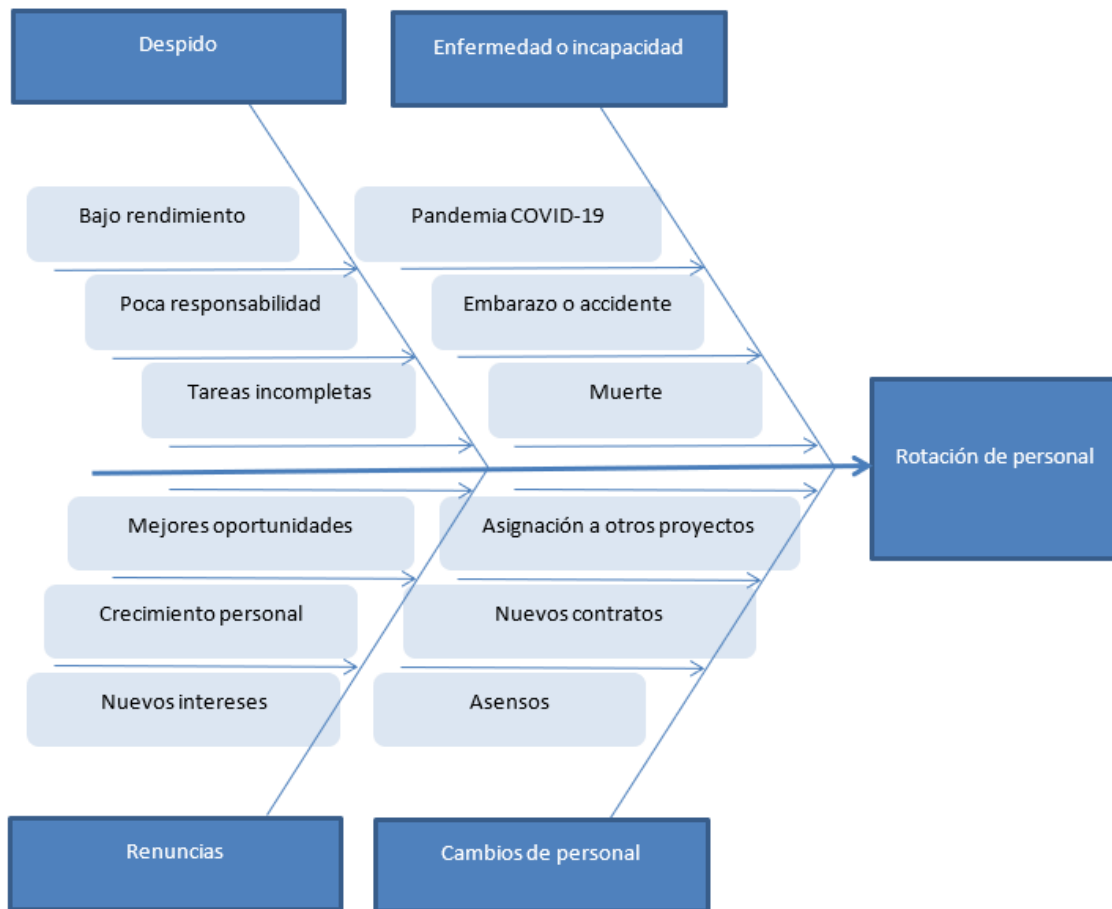 Despido
Enfermedad o incapacidad
Bajo rendimiento
Pandemia COVID-19
Poca responsabilidad
Embarazo o accidente
Tareas incompletas
Muerte
Rotación de personal
Mejores oportunidades
Asignación a otros proyectos
Crecimiento personal
Nuevos contratos
Nuevos intereses
Asensos
Renuncias
Cambios de personal